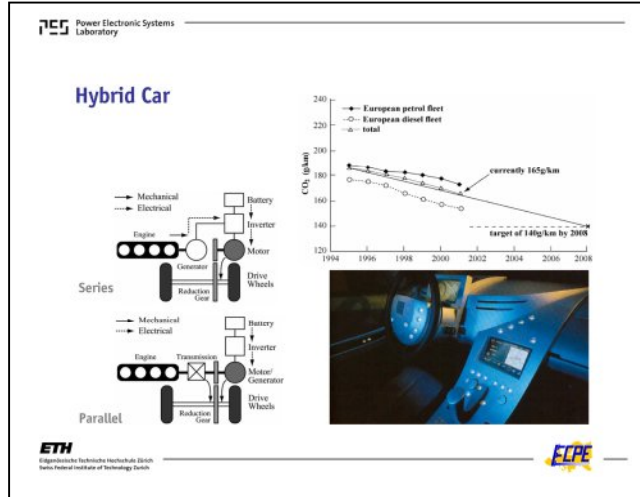 PES Power Electronic Systems
Laboratory
Hybrid Car
Mechanical
Electrical
Battery
Inverter
Engine
Motor
Generator
Drive
Wheels
Reduction
Gear
Series
Mechanical
Electrical
Battery
Inverter
Engine
Transmission
Motor/
Generator
Drive
Wheels
Reduction
Gear
Parallel
European petrol fleet
European diesel fleet
total
CO2 (g/km)
240
220
200
180
160
140
120
currently 165g/km
target of 140g/km by 2008
1994 1996 1998 2000 2002 2004 2006 2008
ETH
Eidgenössische Technische Hochschule Zürich
Swiss Federal Institute of Technology Zurich
ECPE